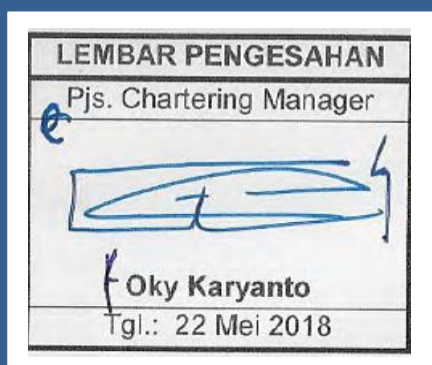 LEMBAR PENGESAHAN
Pjs. Chartering Manager
Oky Karyanto
Tgl.: 22 Mei 2018